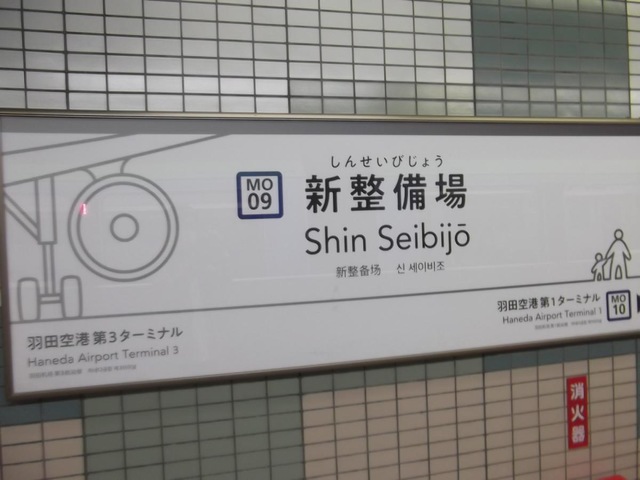 しんせいびじょう
MO
09
新整備場
Shin Seibijō
新整备场 신세이비조
羽田空港第3ターミナル
Haneda Airport Terminal 3
羽田空港第1ターミナル
Haneda Airport Terminal 1
MO
10
消火器